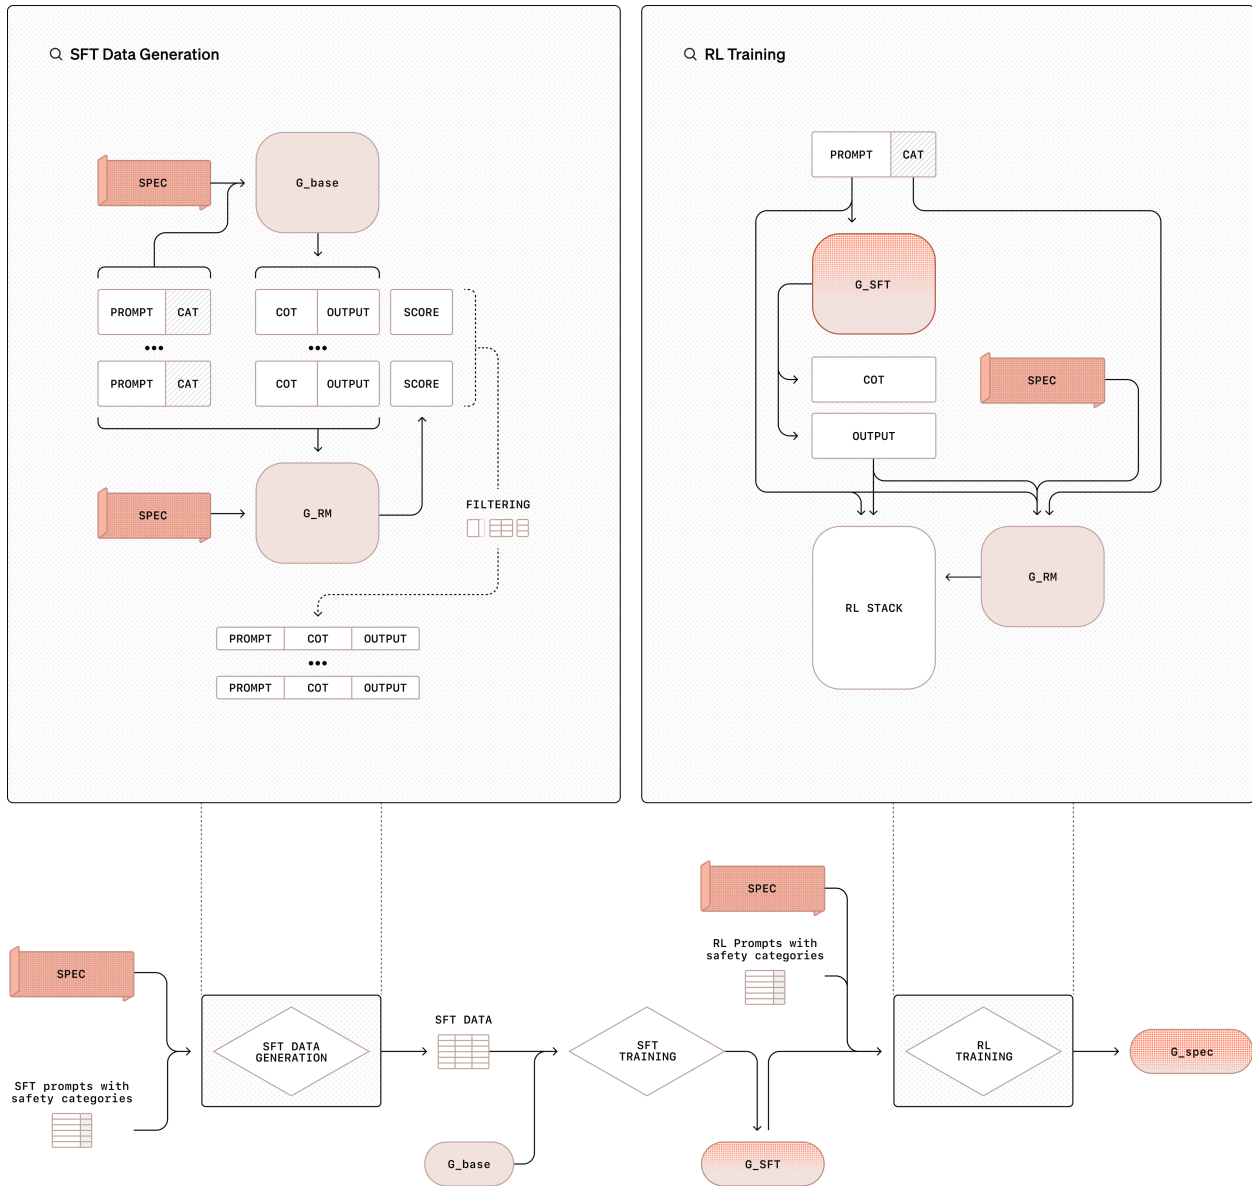 SFT Data Generation
SPEC
G_base
PROMPT CAT
COT OUTPUT
SCORE
PROMPT CAT
COT OUTPUT
SCORE
SPEC
G_RM
FILTERING
PROMPT COT OUTPUT
PROMPT COT OUTPUT
RL Training
PROMPT CAT
G_SFT
COT
SPEC
OUTPUT
RL STACK
G_RM
SPEC
SFT prompts with
safety categories
SFT DATA
GENERATION
SFT DATA
G_base
SFT
TRAINING
G_SFT
SPEC
RL Prompts with
safety categories
RL
TRAINING
G_spec